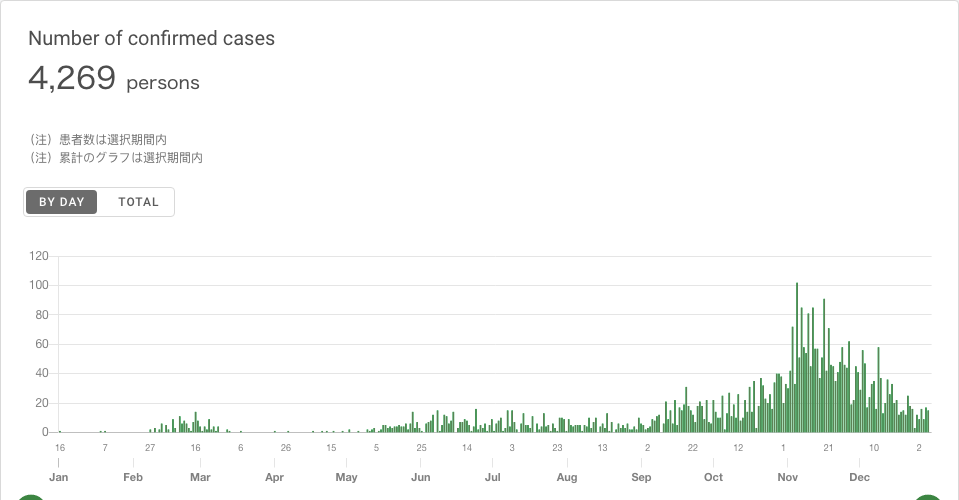 Number of confirmed cases
4,269 persons
（注）患者数は選択期間内
（注）累計のグラフは選択期間内
BY DAY TOTAL
120
100
80
60
40
20
0
16 7 27 16 6 26 15 5 25 14 3 23 13 2 22 12 1 21 10 2
Jan Feb Mar Apr May Jun Jul Aug Sep Oct Nov Dec